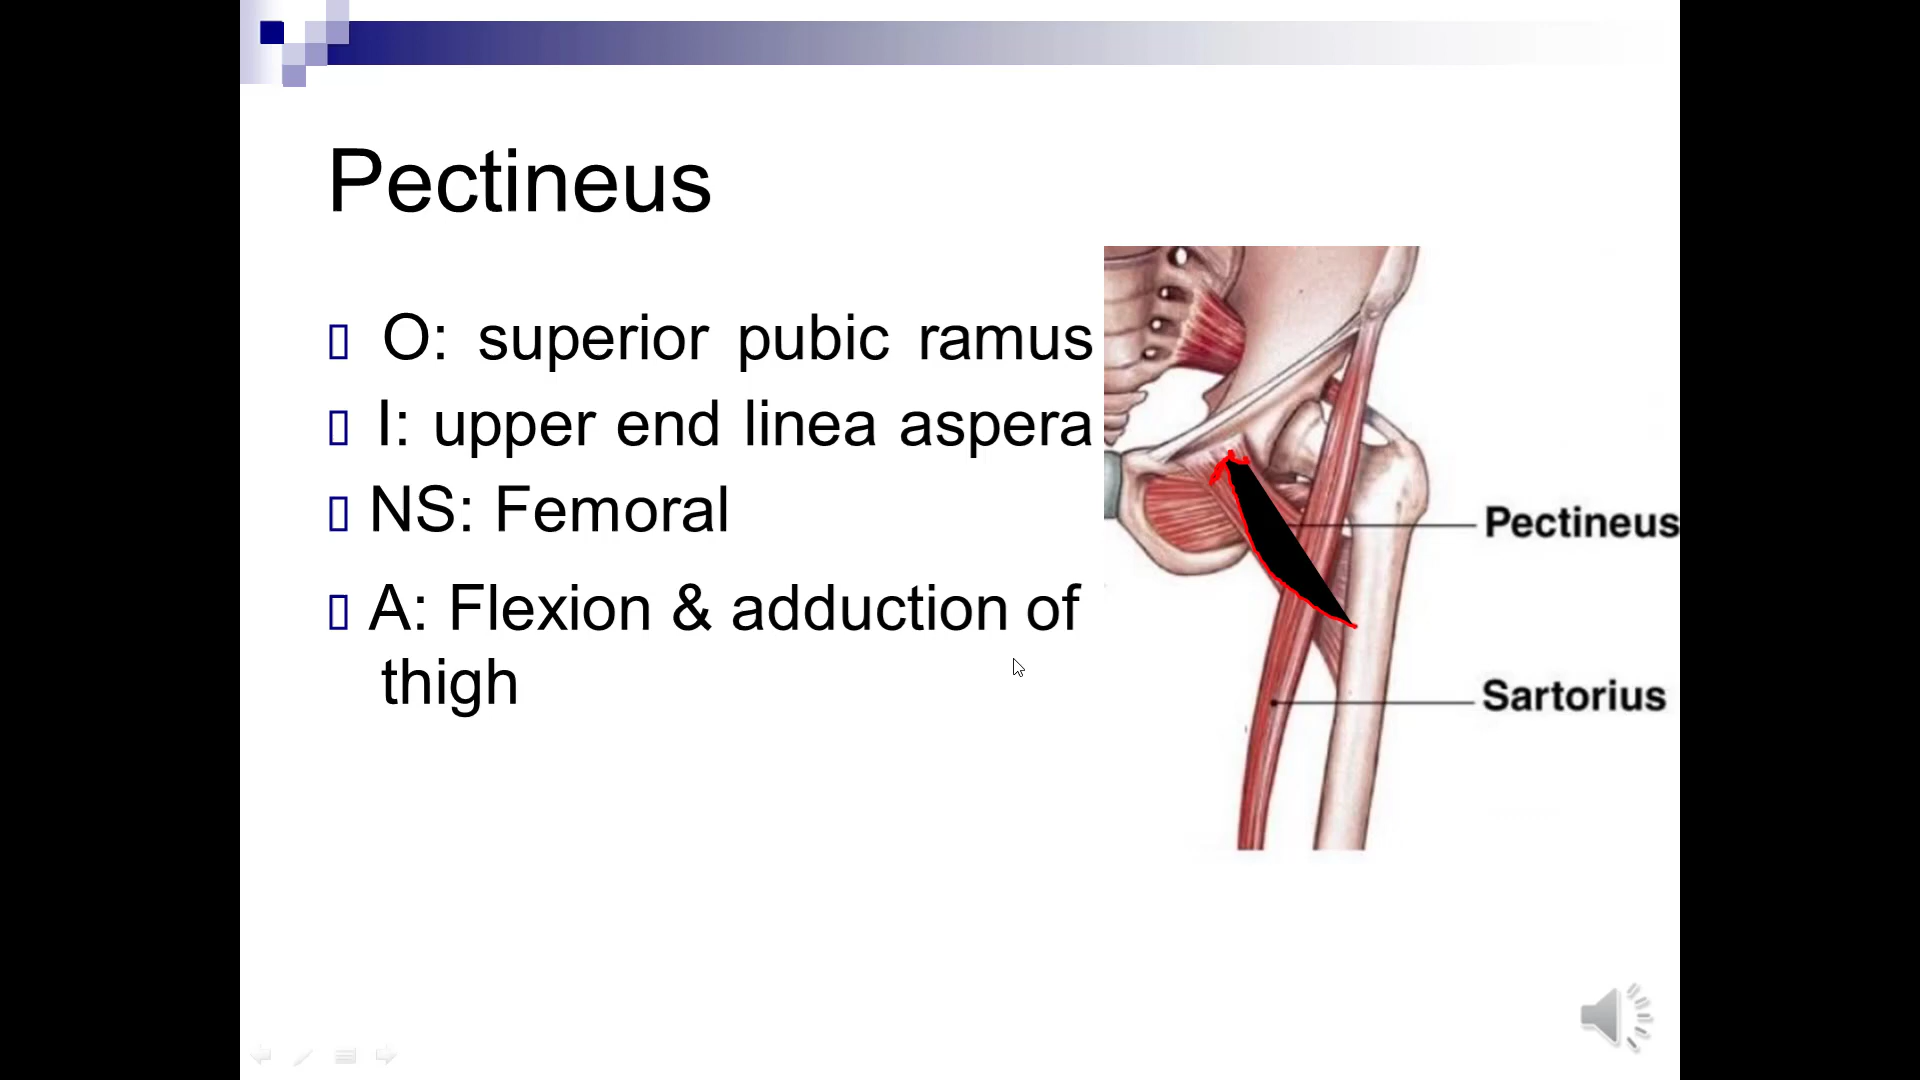 Pectineus
O: superior pubic ramus
I: upper end linea aspera
NS: Femoral
A: Flexion & adduction of
thigh
Pectineus
Sartorius